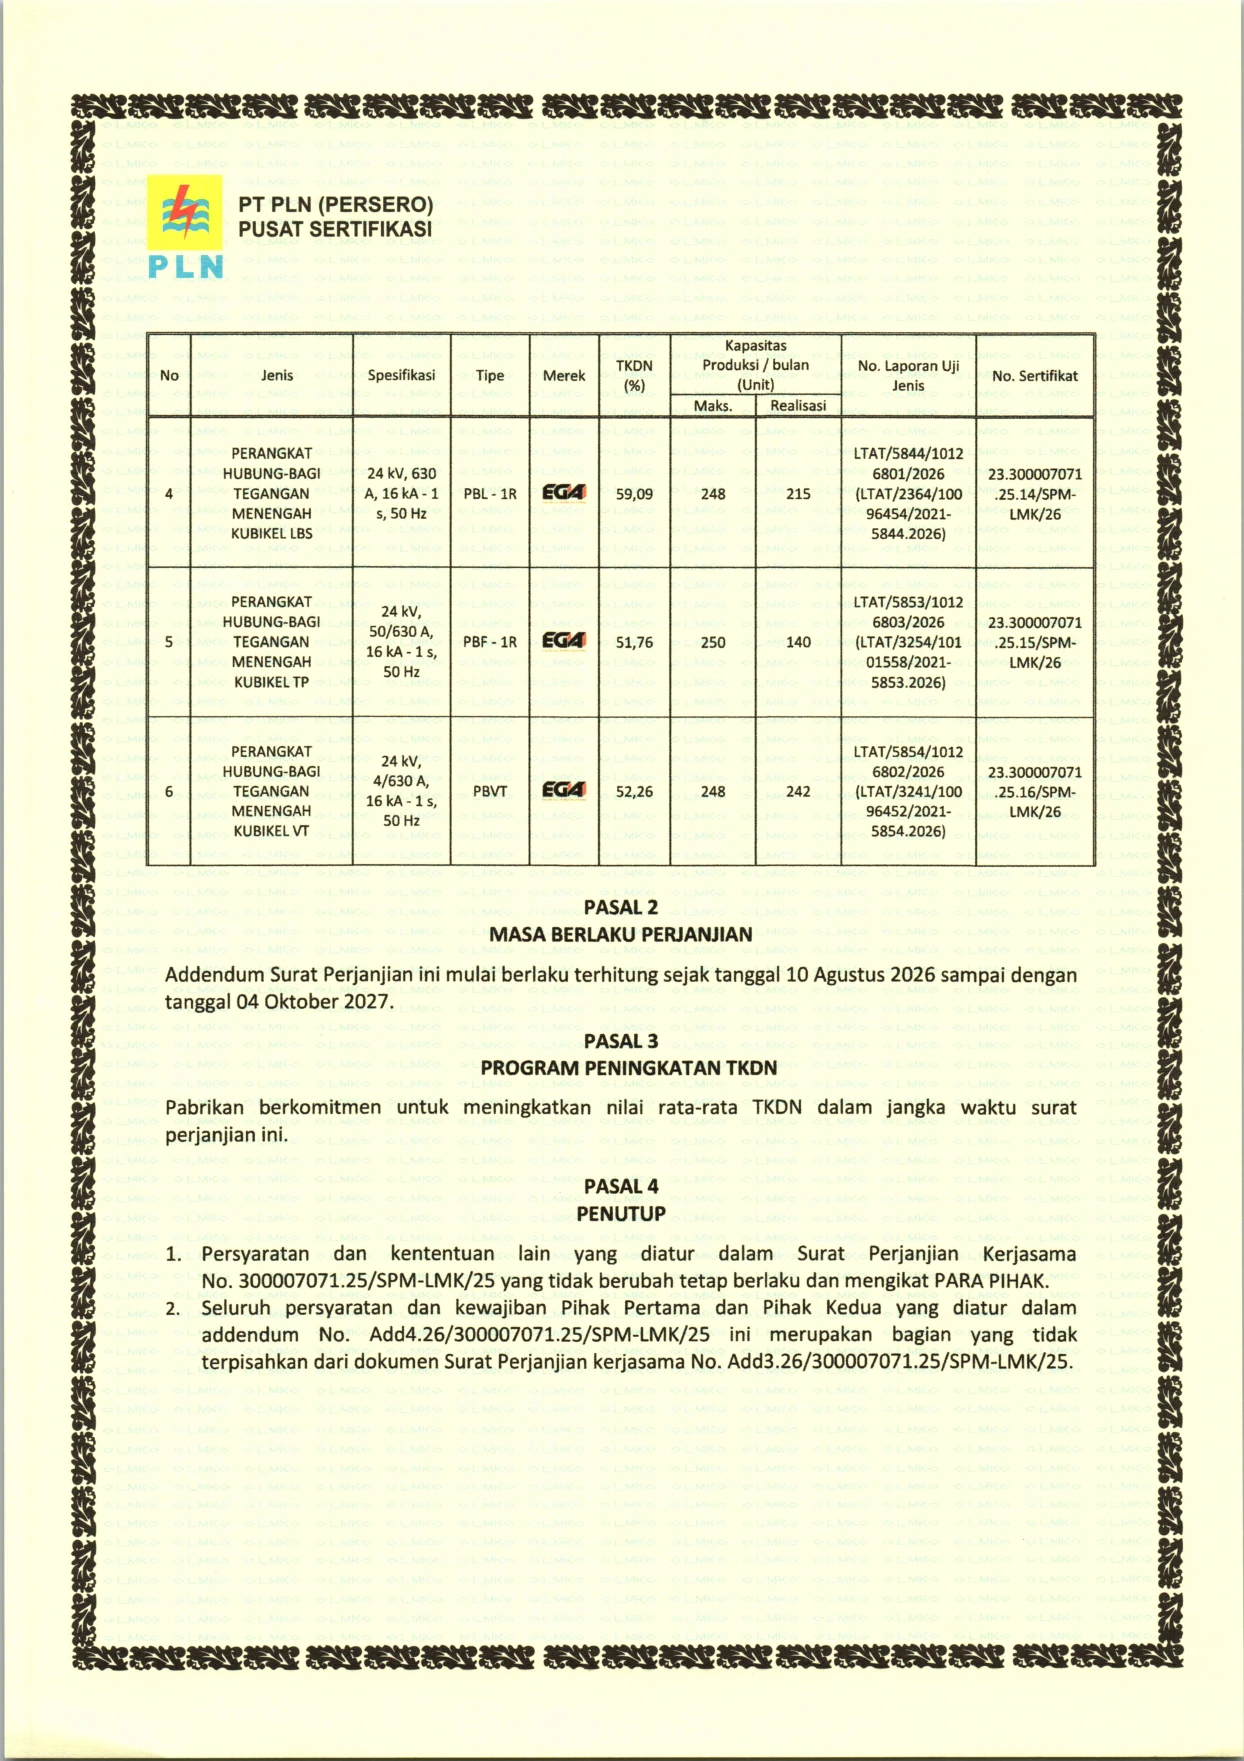 PT PLN (PERSERO)
PUSAT SERTIFIKASI
PLN
No Jenis Spesifikasi Tipe Merek TKDN (%) Kapasitas Produksi / bulan (Unit) Maks. Realisasi No. Laporan Uji Jenis No. Sertifikat
4
PERANGKAT
HUBUNG-BAGI
TEGANGAN
MENENGAH
KUBIKEL LBS
24 kV, 630
A, 16 kA - 1
s, 50 Hz
PBL - 1R
EGA
59,09
248
215
LTAT/5844/1012
6801/2026
(LTAT/2364/100
96454/2021-
5844.2026)
23.300007071
.25.14/SPM-
LMK/26
5
PERANGKAT
HUBUNG-BAGI
TEGANGAN
MENENGAH
KUBIKEL TP
24 kV,
50/630 A,
16 kA - 1 s,
50 Hz
PBF - 1R
EGA
51,76
250
140
LTAT/5853/1012
6803/2026
(LTAT/3254/101
01558/2021-
5853.2026)
23.300007071
.25.15/SPM-
LMK/26
6
PERANGKAT
HUBUNG-BAGI
TEGANGAN
MENENGAH
KUBIKEL VT
24 kV,
4/630 A,
16 kA - 1 s,
50 Hz
PBVT
EGA
52,26
248
242
LTAT/5854/1012
6802/2026
(LTAT/3241/100
96452/2021-
5854.2026)
23.300007071
.25.16/SPM-
LMK/26
PASAL 2
MASA BERLAKU PERJANJIAN
Addendum Surat Perjanjian ini mulai berlaku terhitung sejak tanggal 10 Agustus 2026 sampai dengan
tanggal 04 Oktober 2027.
PASAL 3
PROGRAM PENINGKATAN TKDN
Pabrikan berkomitmen untuk meningkatkan nilai rata-rata TKDN dalam jangka waktu surat
perjanjian ini.
PASAL 4
PENUTUP
1. Persyaratan dan kententuan lain yang diatur dalam Surat Perjanjian Kerjasama
No. 300007071.25/SPM-LMK/25 yang tidak berubah tetap berlaku dan mengikat PARA PIHAK.
2. Seluruh persyaratan dan kewajiban Pihak Pertama dan Pihak Kedua yang diatur dalam
addendum No. Add4.26/300007071.25/SPM-LMK/25 ini merupakan bagian yang tidak
terpisahkan dari dokumen Surat Perjanjian kerjasama No. Add3.26/300007071.25/SPM-LMK/25.